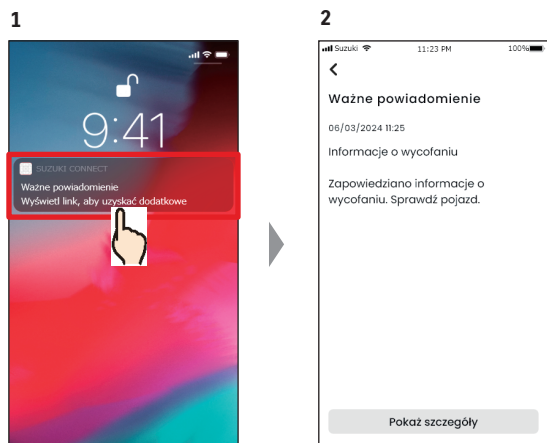 1
9:41
SUZUKI CONNECT
Ważne powiadomienie
Wyświetl link, aby uzyskać dodatkowe
2
Suzuki 11:23 PM 100%
Ważne powiadomienie
06/03/2024 11:25
Informacje o wycofaniu
Zapowiedziano informacje o
wycofaniu. Sprawdź pojazd.
Pokaż szczegóły